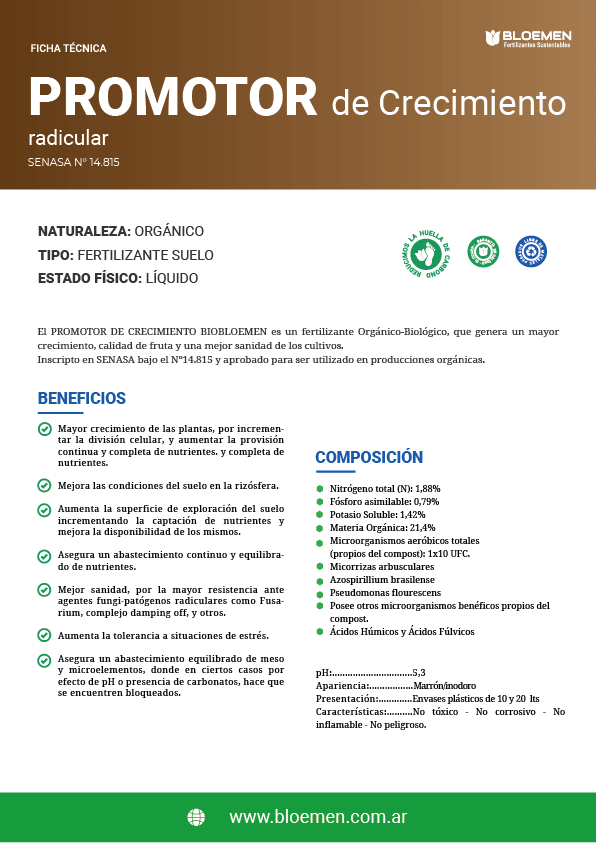 BLOEMEN
Fertilizantes Sustentables
FICHA TÉCNICA
PROMOTOR de Crecimiento
radicular
SENASA N° 14.815
NATURALEZA: ORGÁNICO
TIPO: FERTILIZANTE SUELO
ESTADO FÍSICO: LÍQUIDO
REDUCIMOS LA HUELLA DE CARBONO
El PROMOTOR DE CRECIMIENTO BIOBLOEMEN es un fertilizante Orgánico-Biológico, que genera un mayor
crecimiento, calidad de fruta y una mejor sanidad de los cultivos.
Inscripto en SENASA bajo el Nº14.815 y aprobado para ser utilizado en producciones orgánicas.
BENEFICIOS
Mayor crecimiento de las plantas, por incremen-
tar la división celular, y aumentar la provisión
continua y completa de nutrientes. y completa de
nutrientes.
Mejora las condiciones del suelo en la rizósfera.
Aumenta la superficie de exploración del suelo
incrementando la captación de nutrientes y
mejora la disponibilidad de los mismos.
Asegura un abastecimiento continuo y equilibra-
do de nutrientes.
Mejor sanidad, por la mayor resistencia ante
agentes fungi-patógenos radiculares como Fusa-
rium, complejo damping off, y otros.
Aumenta la tolerancia a situaciones de estrés.
Asegura un abastecimiento equilibrado de meso
y microelementos, donde en ciertos casos por
efecto de pH o presencia de carbonatos, hace que
se encuentren bloqueados.
COMPOSICIÓN
Nitrógeno total (N): 1,88%
Fósforo asimilable: 0,79%
Potasio Soluble: 1,42%
Materia Orgánica: 21,4%
Microorganismos aeróbicos totales
(propios del compost): 1x10 UFC.
Micorrizas arbusculares
Azospirillium brasilense
Pseudomonas flourescens
Posee otros microorganismos benéficos propios del
compost.
Ácidos Húmicos y Ácidos Fúlvicos
pH:...............................5,3
Apariencia:.................Marrón/inodoro
Presentación:.............Envases plásticos de 10 y 20 lts
Características:..........No tóxico - No corrosivo - No
inflamable - No peligroso.
www.bloemen.com.ar